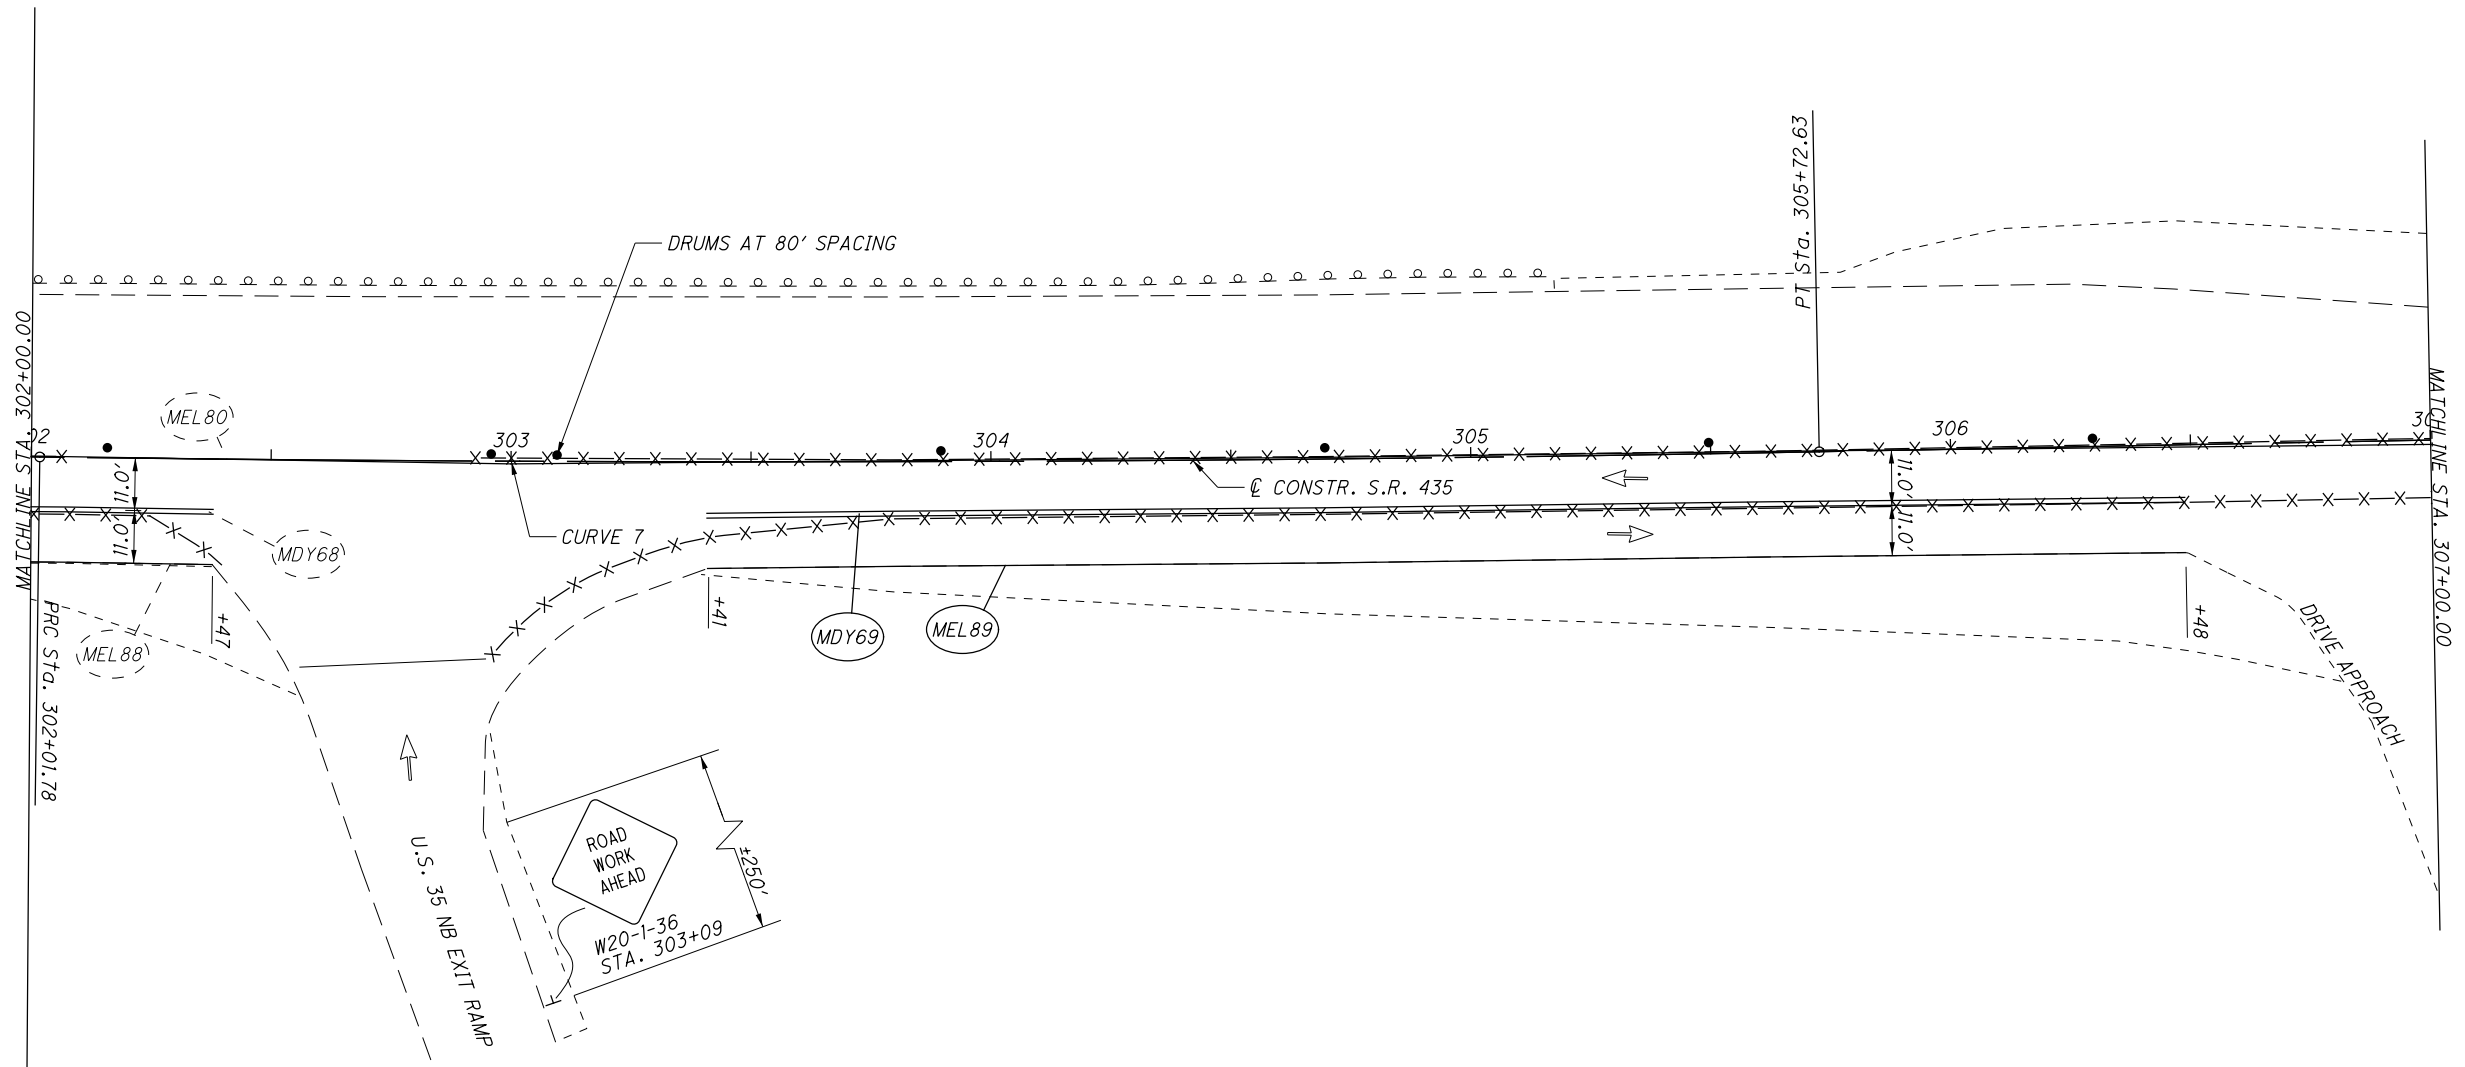 DRUMS AT 80' SPACING
PT Sta. 305+72.63
MATCHLINE STA. 302+00.00
MATCHLINE STA. 307+00.00
MEL80
303
304
305
306
11.0'
11.0'
11.0'
11.0'
℄ CONSTR. S.R. 435
CURVE 7
MDY68
MEL88
+47
+41
MDY69
MEL89
+48
DRIVE APPROACH
PRC Sta. 302+01.78
U.S. 35 NB EXIT RAMP
ROAD
WORK
AHEAD
±250'
W20-1-36
STA. 303+09